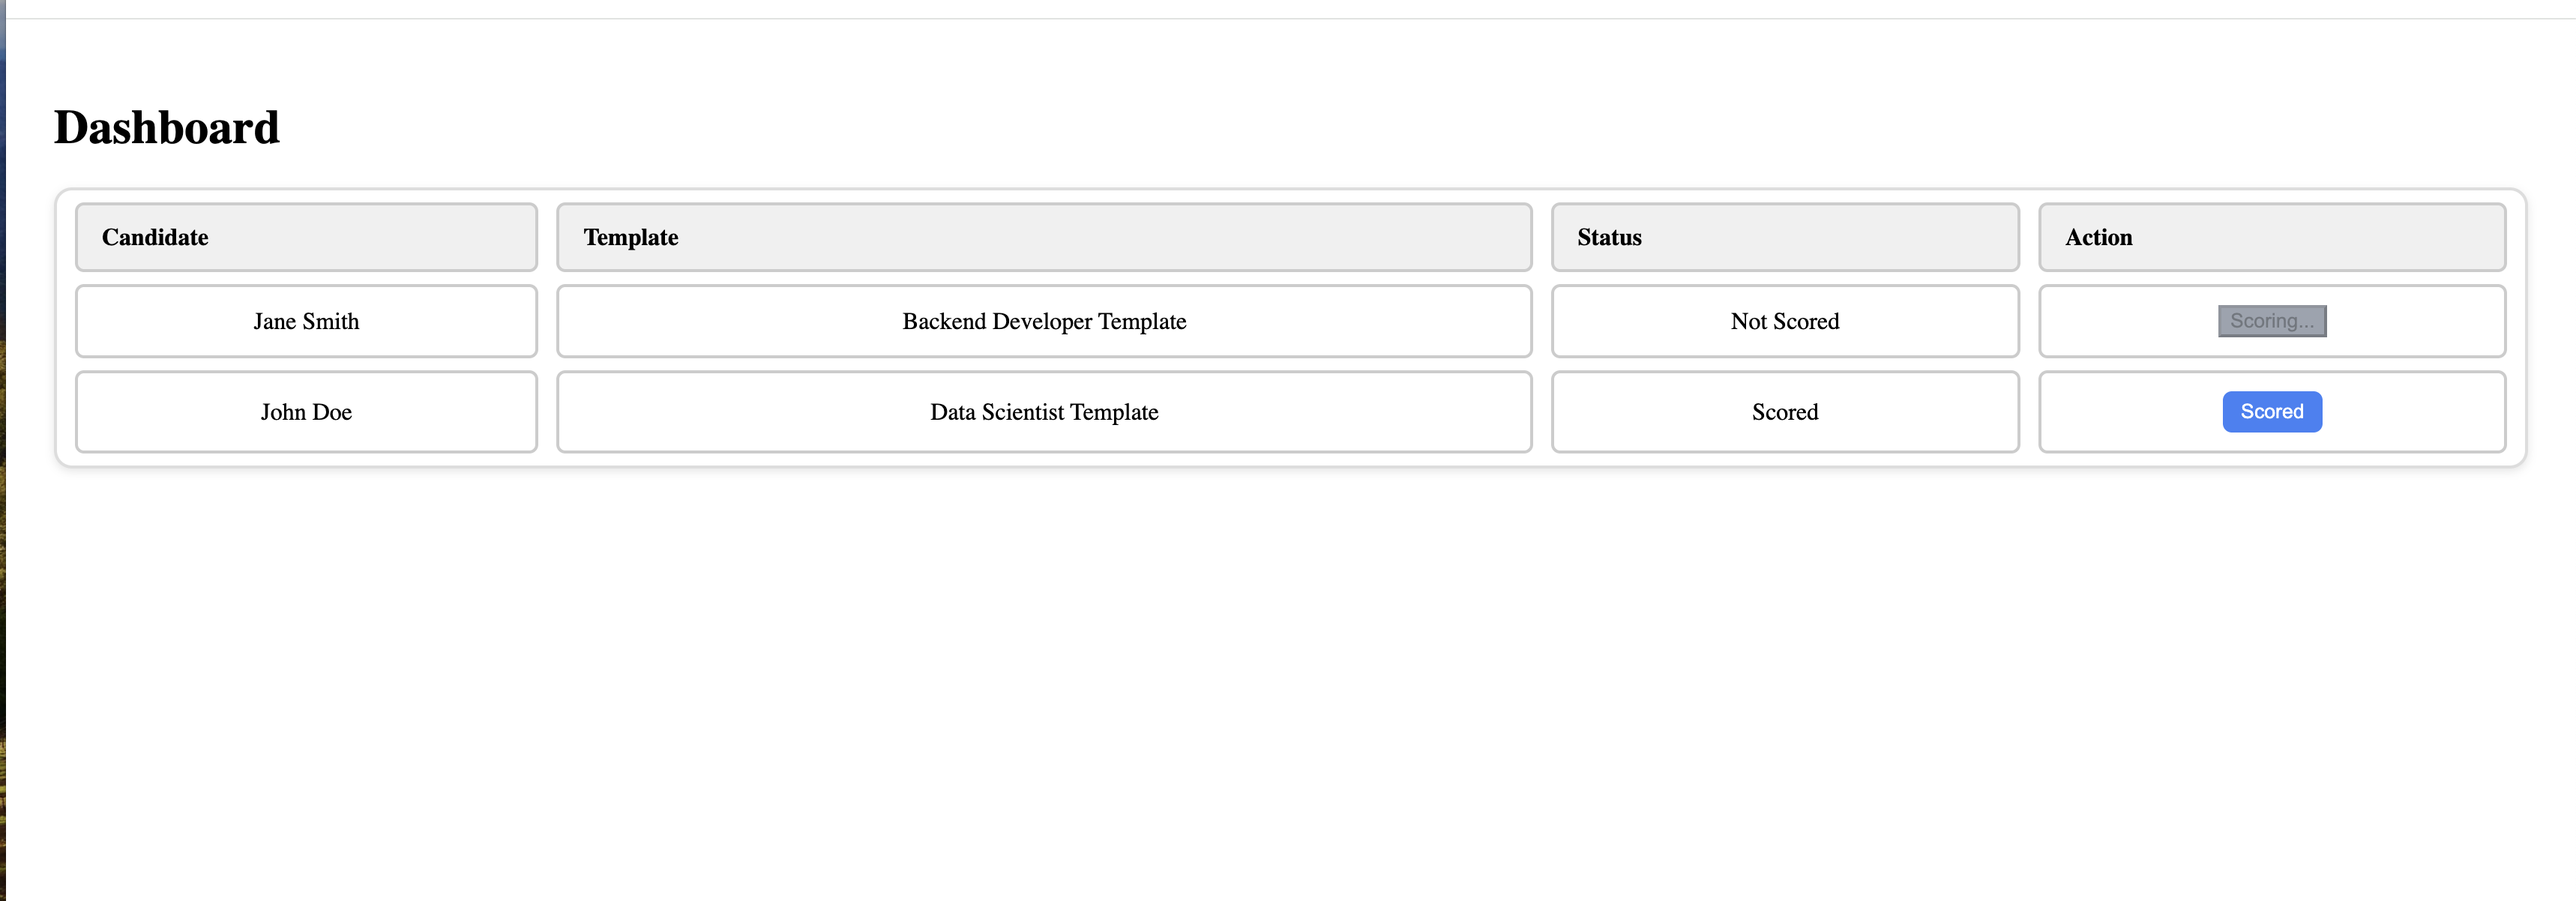 Dashboard
Candidate Template Status Action
Jane Smith Backend Developer Template Not Scored Scoring...
John Doe Data Scientist Template Scored Scored